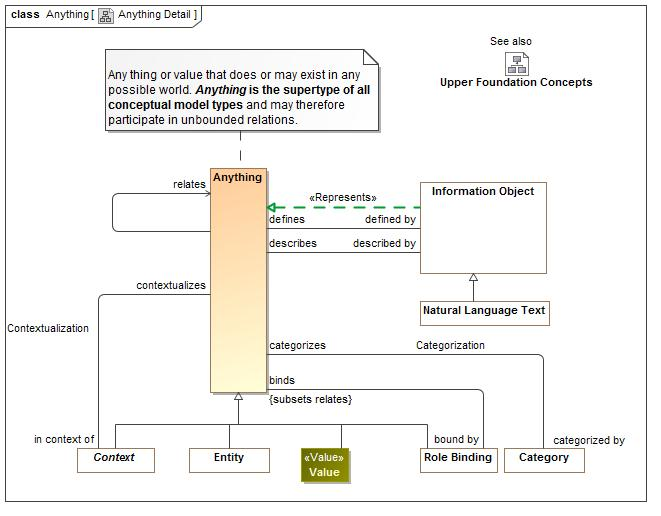 class Anything [ Anything Detail ]
See also
Upper Foundation Concepts
Any thing or value that does or may exist in any
possible world. Anything is the supertype of all
conceptual model types and may therefore
participate in unbounded relations.
Anything
relates
«Represents»
Information Object
defines
defined by
describes
described by
contextualizes
Natural Language Text
Contextualization
categorizes
Categorization
binds
{subsets relates}
in context of
bound by
categorized by
Context
Entity
«Value»
Value
Role Binding
Category